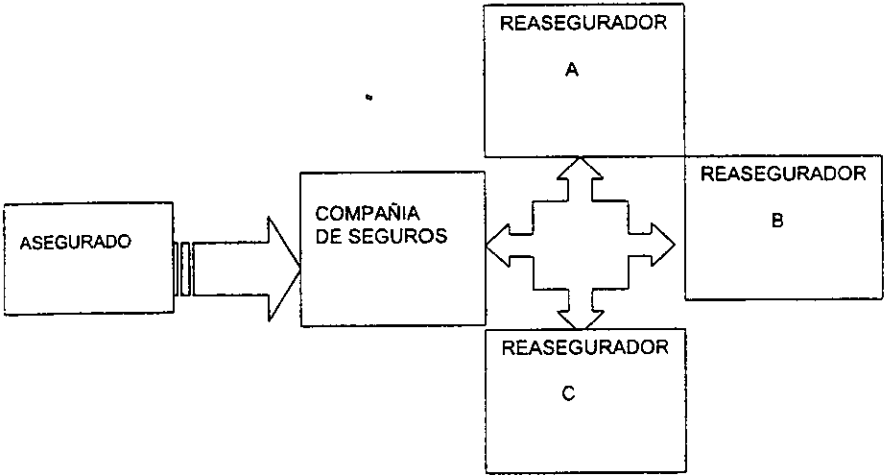 ASEGURADO
COMPAÑIA
DE SEGUROS
REASEGURADOR
A
REASEGURADOR
B
REASEGURADOR
C